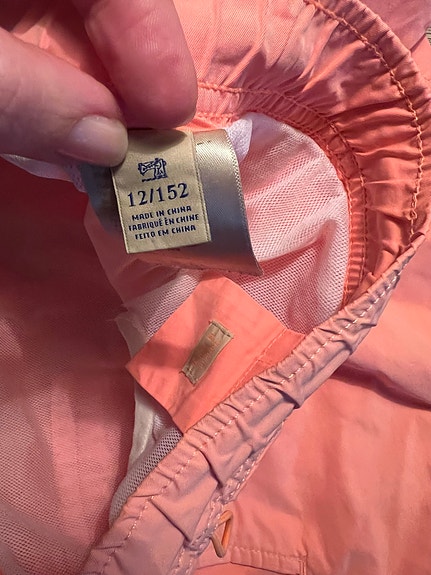 12/152
MADE IN CHINA
FABRIQUÉ EN CHINE
FEITO EM CHINA